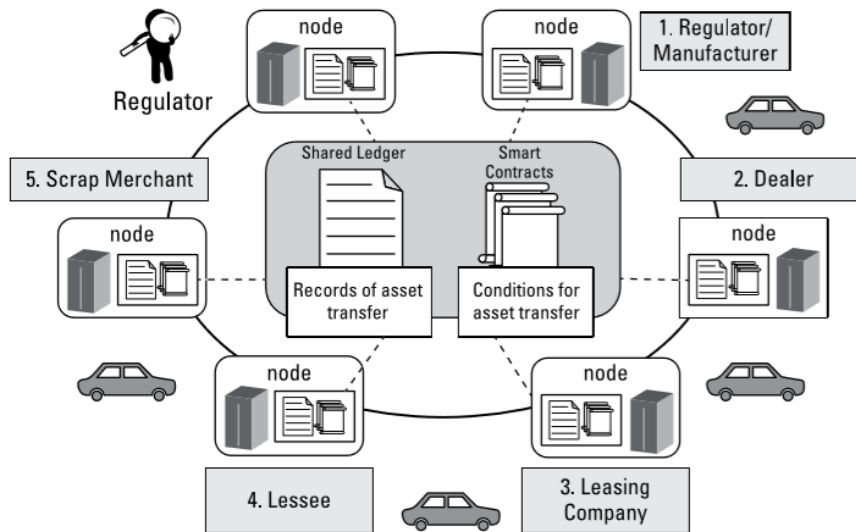 node
node
1. Regulator/
Manufacturer
Regulator
Shared Ledger
Smart
Contracts
5. Scrap Merchant
2. Dealer
node
node
Records of asset
transfer
Conditions for
asset transfer
node
node
4. Lessee
3. Leasing
Company